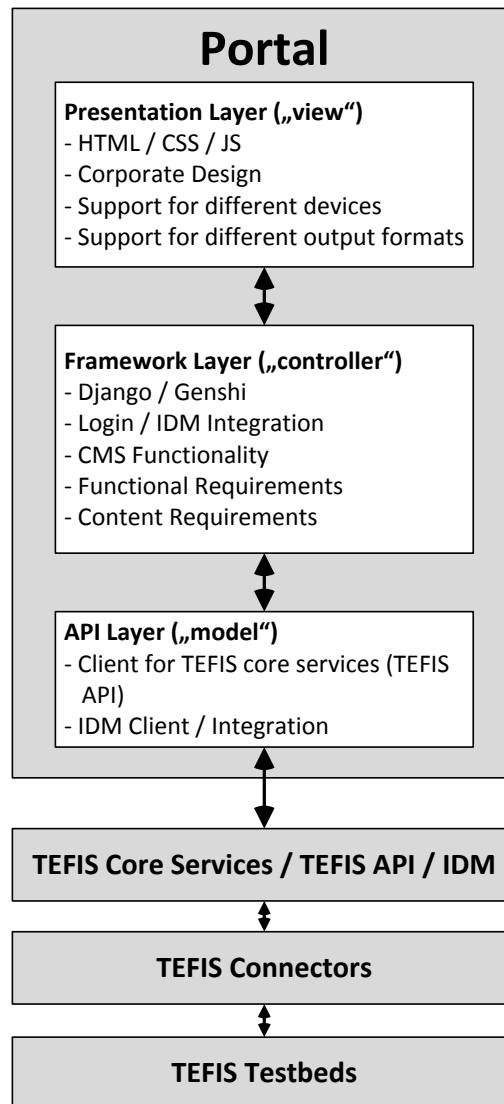 Portal
Presentation Layer („view“)
- HTML / CSS / JS
- Corporate Design
- Support for different devices
- Support for different output formats
Framework Layer („controller“)
- Django / Genshi
- Login / IDM Integration
- CMS Functionality
- Functional Requirements
- Content Requirements
API Layer („model“)
- Client for TEFIS core services (TEFIS
API)
- IDM Client / Integration
TEFIS Core Services / TEFIS API / IDM
TEFIS Connectors
TEFIS Testbeds